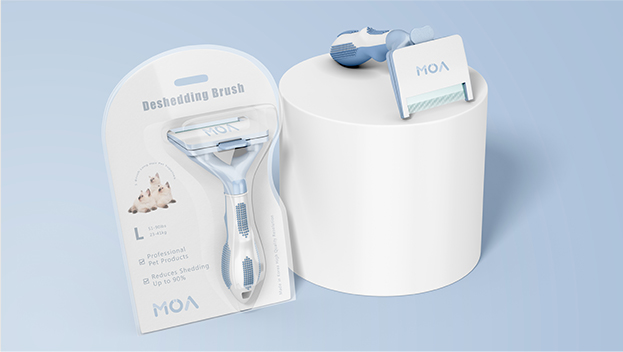 Deshedding Brush
MOA
L
Professional
Pet Products
Reduces Shedding
Up to 90%
MOA
MOA